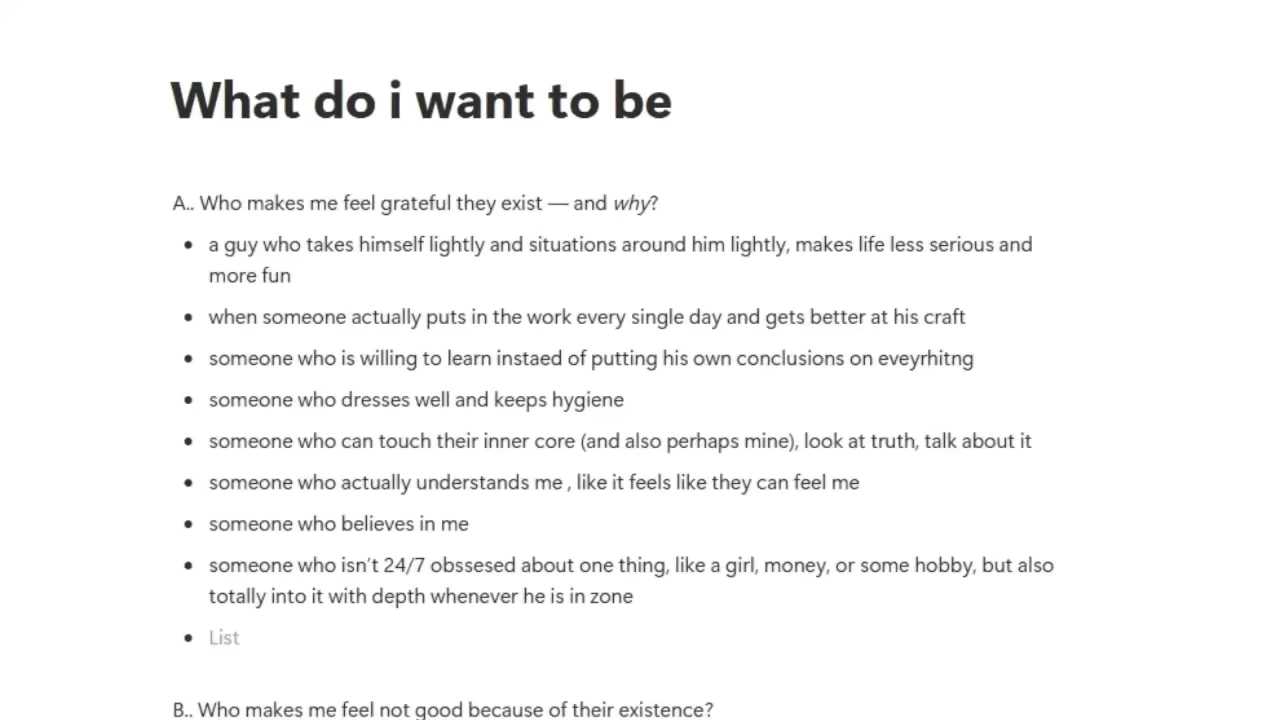 What do i want to be
A.. Who makes me feel grateful they exist — and why?
• a guy who takes himself lightly and situations around him lightly, makes life less serious and
more fun
• when someone actually puts in the work every single day and gets better at his craft
• someone who is willing to learn instaed of putting his own conclusions on eveyrhitng
• someone who dresses well and keeps hygiene
• someone who can touch their inner core (and also perhaps mine), look at truth, talk about it
• someone who actually understands me , like it feels like they can feel me
• someone who believes in me
• someone who isn't 24/7 obssesed about one thing, like a girl, money, or some hobby, but also
totally into it with depth whenever he is in zone
• List
B.. Who makes me feel not good because of their existence?